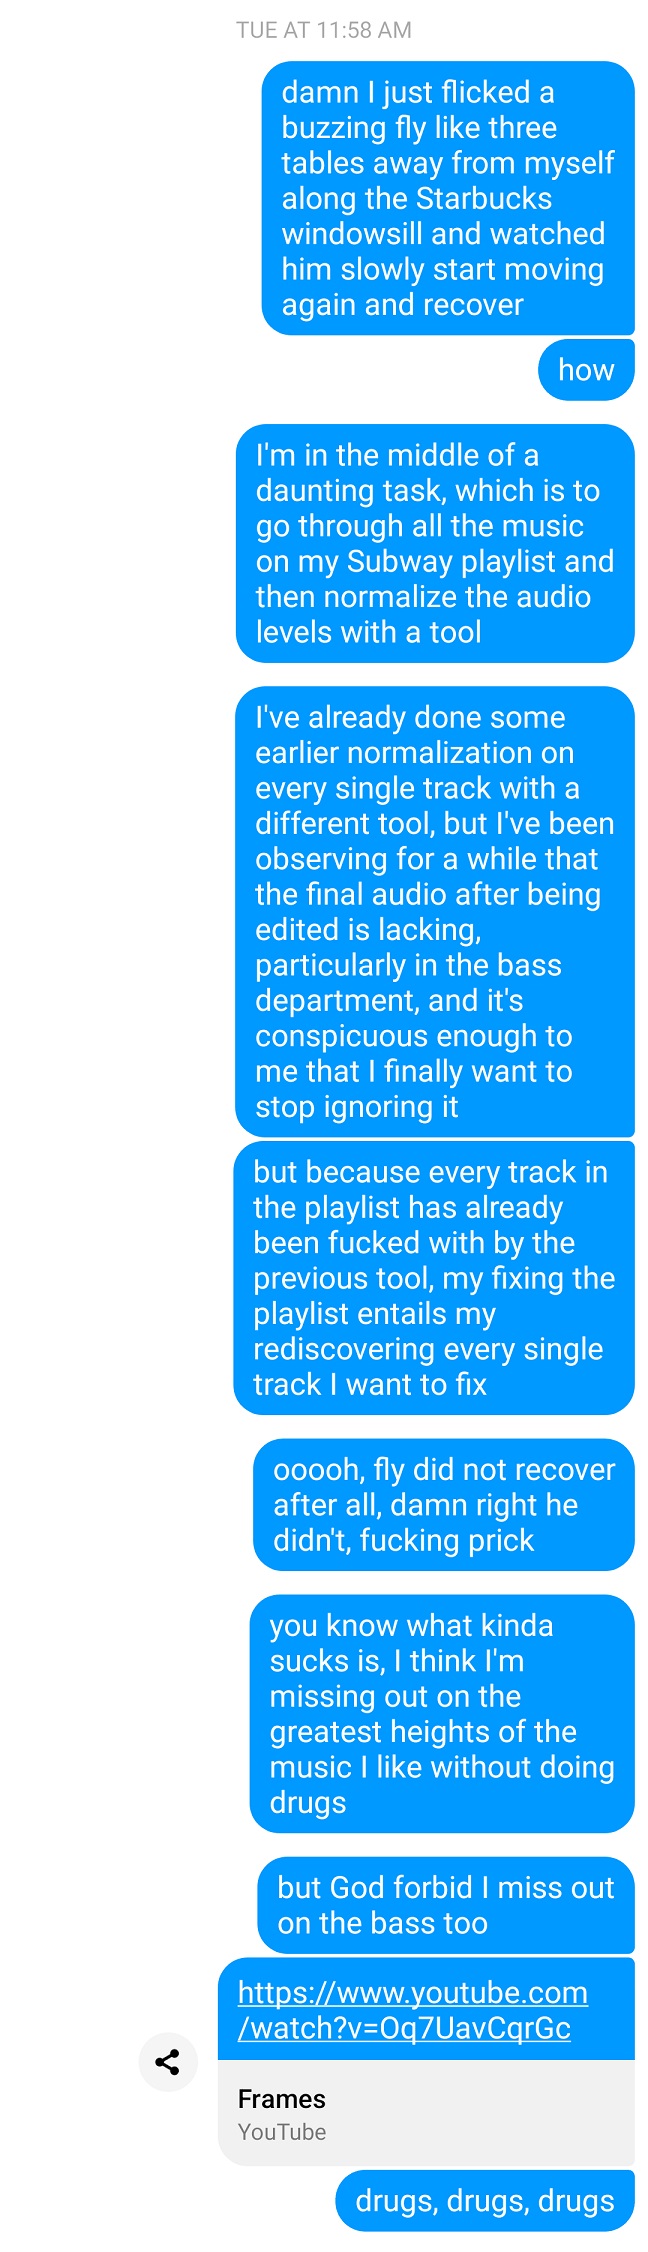 TUE AT 11:58 AM
damn I just flicked a
buzzing fly like three
tables away from myself
along the Starbucks
windowsill and watched
him slowly start moving
again and recover
how
I'm in the middle of a
daunting task, which is to
go through all the music
on my Subway playlist and
then normalize the audio
levels with a tool
I've already done some
earlier normalization on
every single track with a
different tool, but I've been
observing for a while that
the final audio after being
edited is lacking,
particularly in the bass
department, and it's
conspicuous enough to
me that I finally want to
stop ignoring it
but because every track in
the playlist has already
been fucked with by the
previous tool, my fixing the
playlist entails my
rediscovering every single
track I want to fix
ooooh, fly did not recover
after all, damn right he
didn't, fucking prick
you know what kinda
sucks is, I think I'm
missing out on the
greatest heights of the
music I like without doing
drugs
but God forbid I miss out
on the bass too
https://www.youtube.com
/watch?v=Oq7UavCqrGc
Frames
YouTube
drugs, drugs, drugs